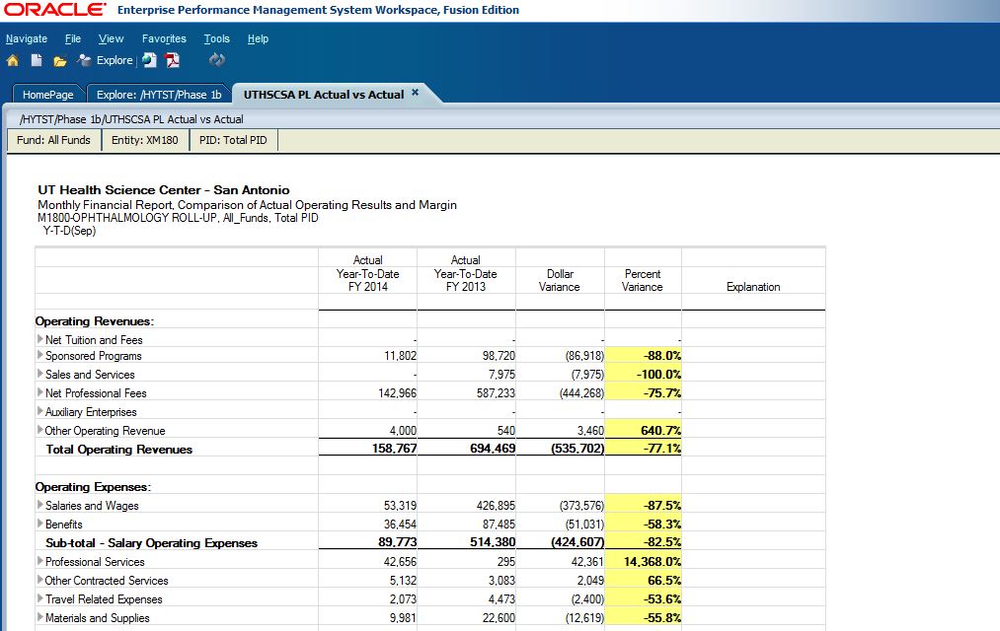 ORACLE® Enterprise Performance Management System Workspace, Fusion Edition
Navigate File View Favorites Tools Help
Explore
HomePage Explore: /HYTST/Phase 1b UTHSCSA PL Actual vs Actual ×
/HYTST/Phase 1b/UTHSCSA PL Actual vs Actual
Fund: All Funds Entity: XM180 PID: Total PID
UT Health Science Center - San Antonio
Monthly Financial Report, Comparison of Actual Operating Results and Margin
M1800-OPHTHALMOLOGY ROLL-UP, All_Funds, Total PID
Y-T-D(Sep)
Actual Actual
Year-To-Date Year-To-Date Dollar Percent
FY 2014 FY 2013 Variance Variance Explanation
Operating Revenues:
Net Tuition and Fees - - - -
Sponsored Programs 11,802 98,720 (86,918) -88.0%
Sales and Services - 7,975 (7,975) -100.0%
Net Professional Fees 142,966 587,233 (444,268) -75.7%
Auxiliary Enterprises - - - -
Other Operating Revenue 4,000 540 3,460 640.7%
Total Operating Revenues 158,767 694,469 (535,702) -77.1%
Operating Expenses:
Salaries and Wages 53,319 426,895 (373,576) -87.5%
Benefits 36,454 87,485 (51,031) -58.3%
Sub-total - Salary Operating Expenses 89,773 514,380 (424,607) -82.5%
Professional Services 42,656 295 42,361 14,368.0%
Other Contracted Services 5,132 3,083 2,049 66.5%
Travel Related Expenses 2,073 4,473 (2,400) -53.6%
Materials and Supplies 9,981 22,600 (12,619) -55.8%